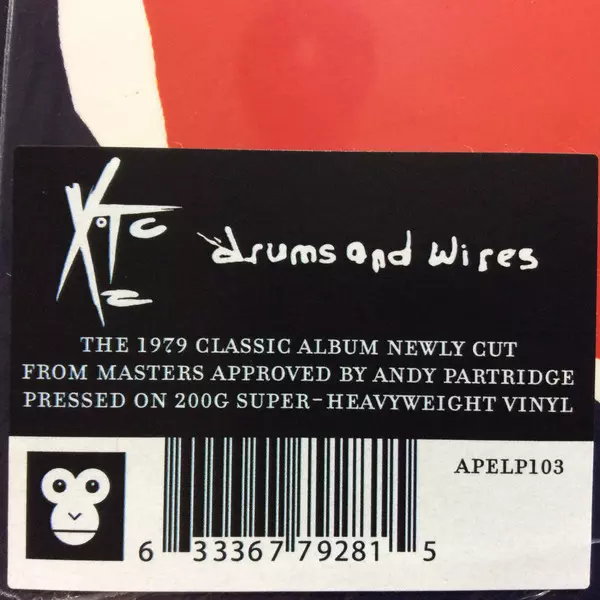 XTC drums and wires
THE 1979 CLASSIC ALBUM NEWLY CUT
FROM MASTERS APPROVED BY ANDY PARTRIDGE
PRESSED ON 200G SUPER-HEAVYWEIGHT VINYL
APELP103
6 33367 79281 5